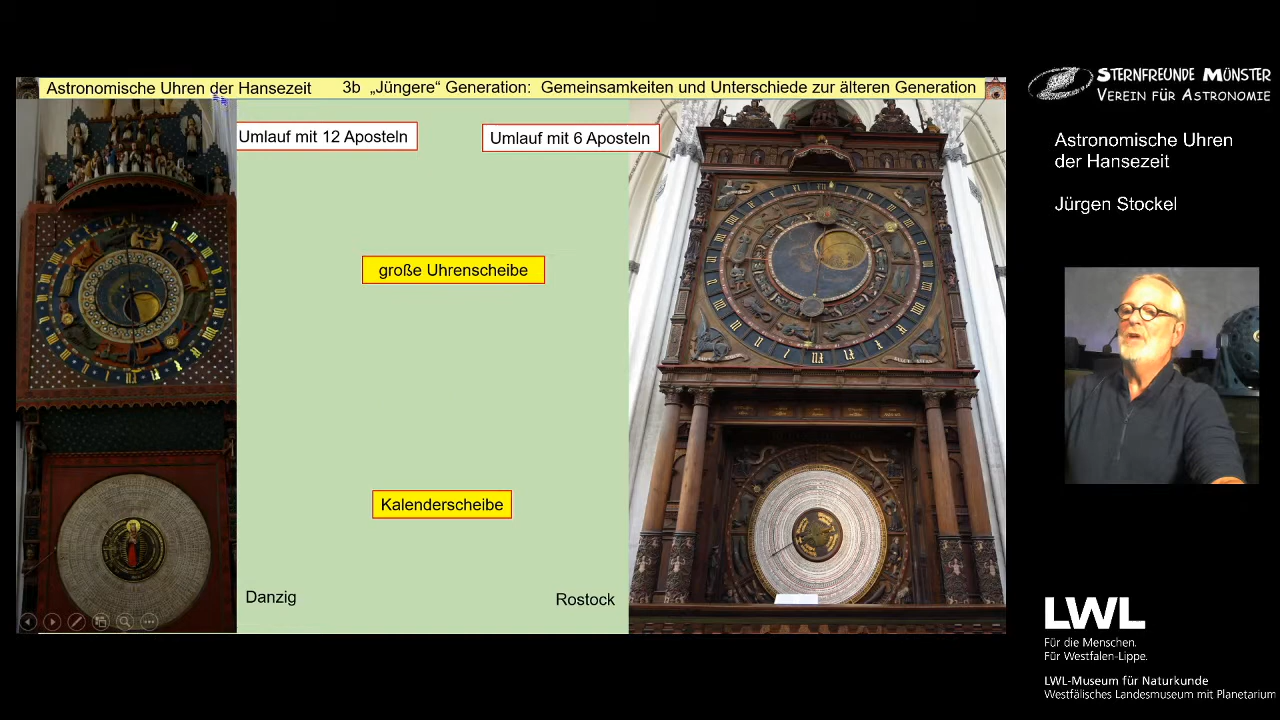 Astronomische Uhren der Hansezeit
3b „Jüngere“ Generation: Gemeinsamkeiten und Unterschiede zur älteren Generation
Umlauf mit 12 Aposteln
Umlauf mit 6 Aposteln
große Uhrenscheibe
Kalenderscheibe
Danzig
Rostock
STERNFREUNDE MÜNSTER
VEREIN FÜR ASTRONOMIE
Astronomische Uhren
der Hansezeit
Jürgen Stockel
LWL
Für die Menschen.
Für Westfalen-Lippe.
LWL-Museum für Naturkunde
Westfälisches Landesmuseum mit Planetarium